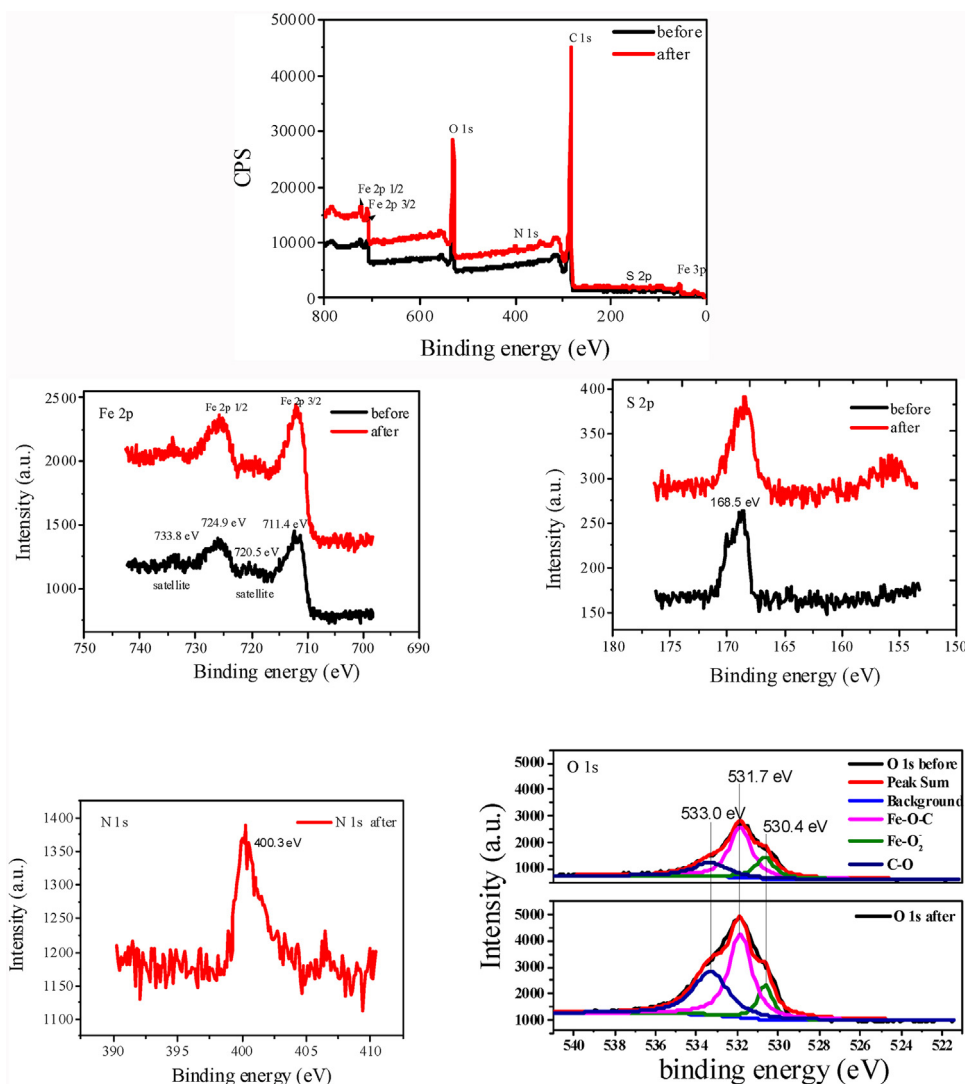 before
after
C 1s
O 1s
Fe 2p 1/2
Fe 2p 3/2
N 1s
S 2p
Fe 3p
CPS
50000
40000
30000
20000
10000
0
800
600
400
200
0
Binding energy (eV)
Fe 2p
Fe 2p 1/2
Fe 2p 3/2
before
after
733.8 eV
724.9 eV
720.5 eV
711.4 eV
satellite
satellite
Intensity (a.u.)
2500
2000
1500
1000
750
740
730
720
710
700
690
Binding energy (eV)
S 2p
before
after
168.5 eV
Intensity (a.u.)
400
350
300
250
200
150
180
175
170
165
160
155
150
Binding energy (eV)
N 1s
N 1s after
400.3 eV
Intensity (a.u.)
1400
1350
1300
1250
1200
1150
1100
390
395
400
405
410
Binding energy (eV)
O 1s
531.7 eV
533.0 eV
530.4 eV
O 1s before
Peak Sum
Background
Fe-O-C
Fe-O₂⁻
C-O
5000
4000
3000
2000
1000
O 1s after
5000
4000
3000
2000
1000
Intensity (a.u.)
540
538
536
534
532
530
528
526
524
522
binding energy (eV)